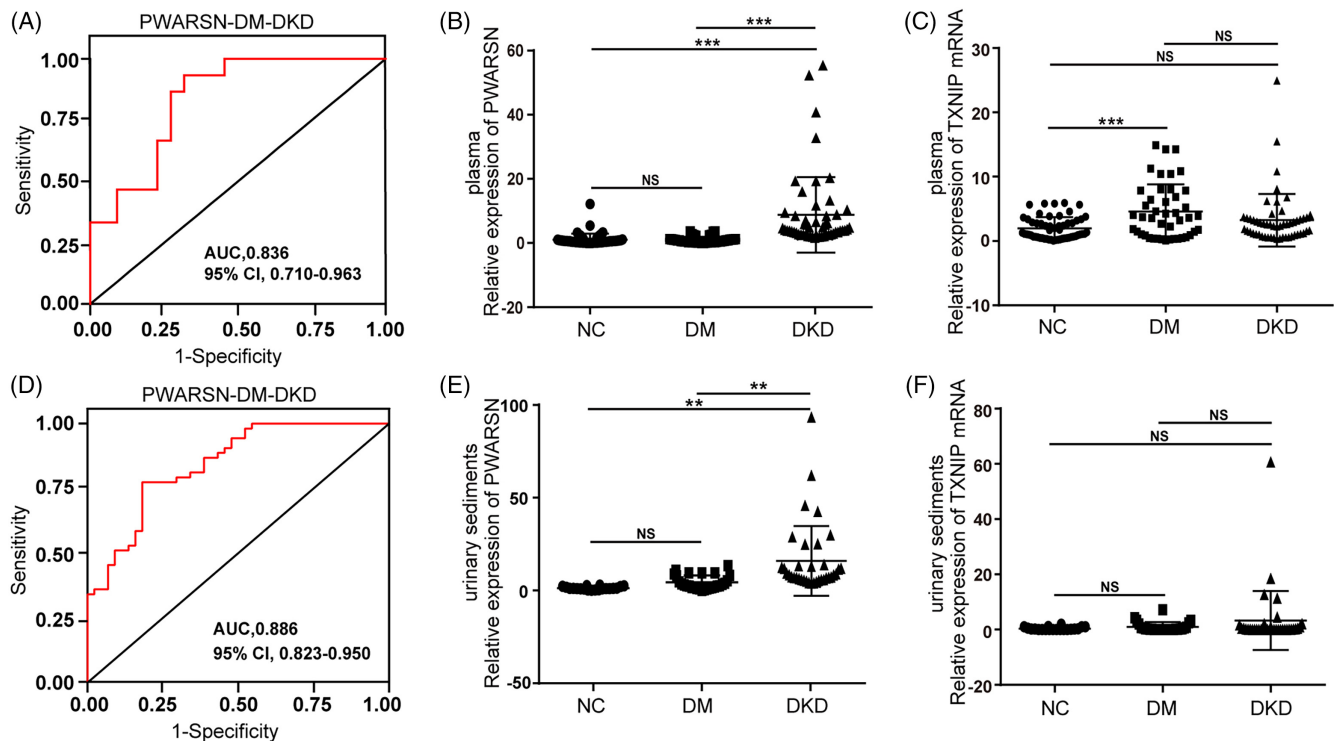 (A)
PWARSN-DM-DKD
1.00
0.75
0.50
0.25
0.00
Sensitivity
AUC,0.836
95% CI, 0.710-0.963
0.00 0.25 0.50 0.75 1.00
1-Specificity
(B)
plasma
Relative expression of PWARSN
60
40
20
0
-20
***
***
NS
NC DM DKD
(C)
plasma
Relative expression of TXNIP mRNA
30
20
10
0
-10
NS
NS
***
NC DM DKD
(D)
PWARSN-DM-DKD
1.00
0.75
0.50
0.25
0.00
Sensitivity
AUC,0.886
95% CI, 0.823-0.950
0.00 0.25 0.50 0.75 1.00
1-Specificity
(E)
urinary sediments
Relative expression of PWARSN
100
50
0
-50
**
**
NS
NC DM DKD
(F)
urinary sediments
Relative expression of TXNIP mRNA
80
60
40
20
0
-20
NS
NS
NS
NC DM DKD